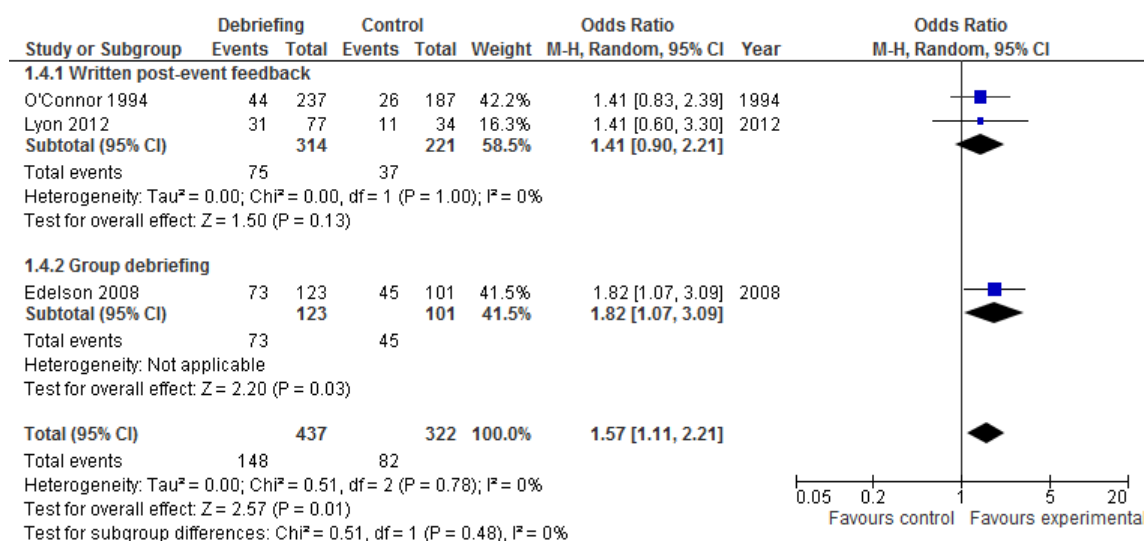 Debriefing Control Odds Ratio Odds Ratio
Study or Subgroup Events Total Events Total Weight M-H, Random, 95% CI Year M-H, Random, 95% CI
1.4.1 Written post-event feedback
O'Connor 1994 44 237 26 187 42.2% 1.41 [0.83, 2.39] 1994
Lyon 2012 31 77 11 34 16.3% 1.41 [0.60, 3.30] 2012
Subtotal (95% CI) 314 221 58.5% 1.41 [0.90, 2.21]
Total events 75 37
Heterogeneity: Tau² = 0.00; Chi² = 0.00, df = 1 (P = 1.00); I² = 0%
Test for overall effect: Z = 1.50 (P = 0.13)
1.4.2 Group debriefing
Edelson 2008 73 123 45 101 41.5% 1.82 [1.07, 3.09] 2008
Subtotal (95% CI) 123 101 41.5% 1.82 [1.07, 3.09]
Total events 73 45
Heterogeneity: Not applicable
Test for overall effect: Z = 2.20 (P = 0.03)
Total (95% CI) 437 322 100.0% 1.57 [1.11, 2.21]
Total events 148 82
Heterogeneity: Tau² = 0.00; Chi² = 0.51, df = 2 (P = 0.78); I² = 0%
Test for overall effect: Z = 2.57 (P = 0.01)
Test for subgroup differences: Chi² = 0.51, df = 1 (P = 0.48), I² = 0%
0.05 0.2 1 5 20
Favours control Favours experimental